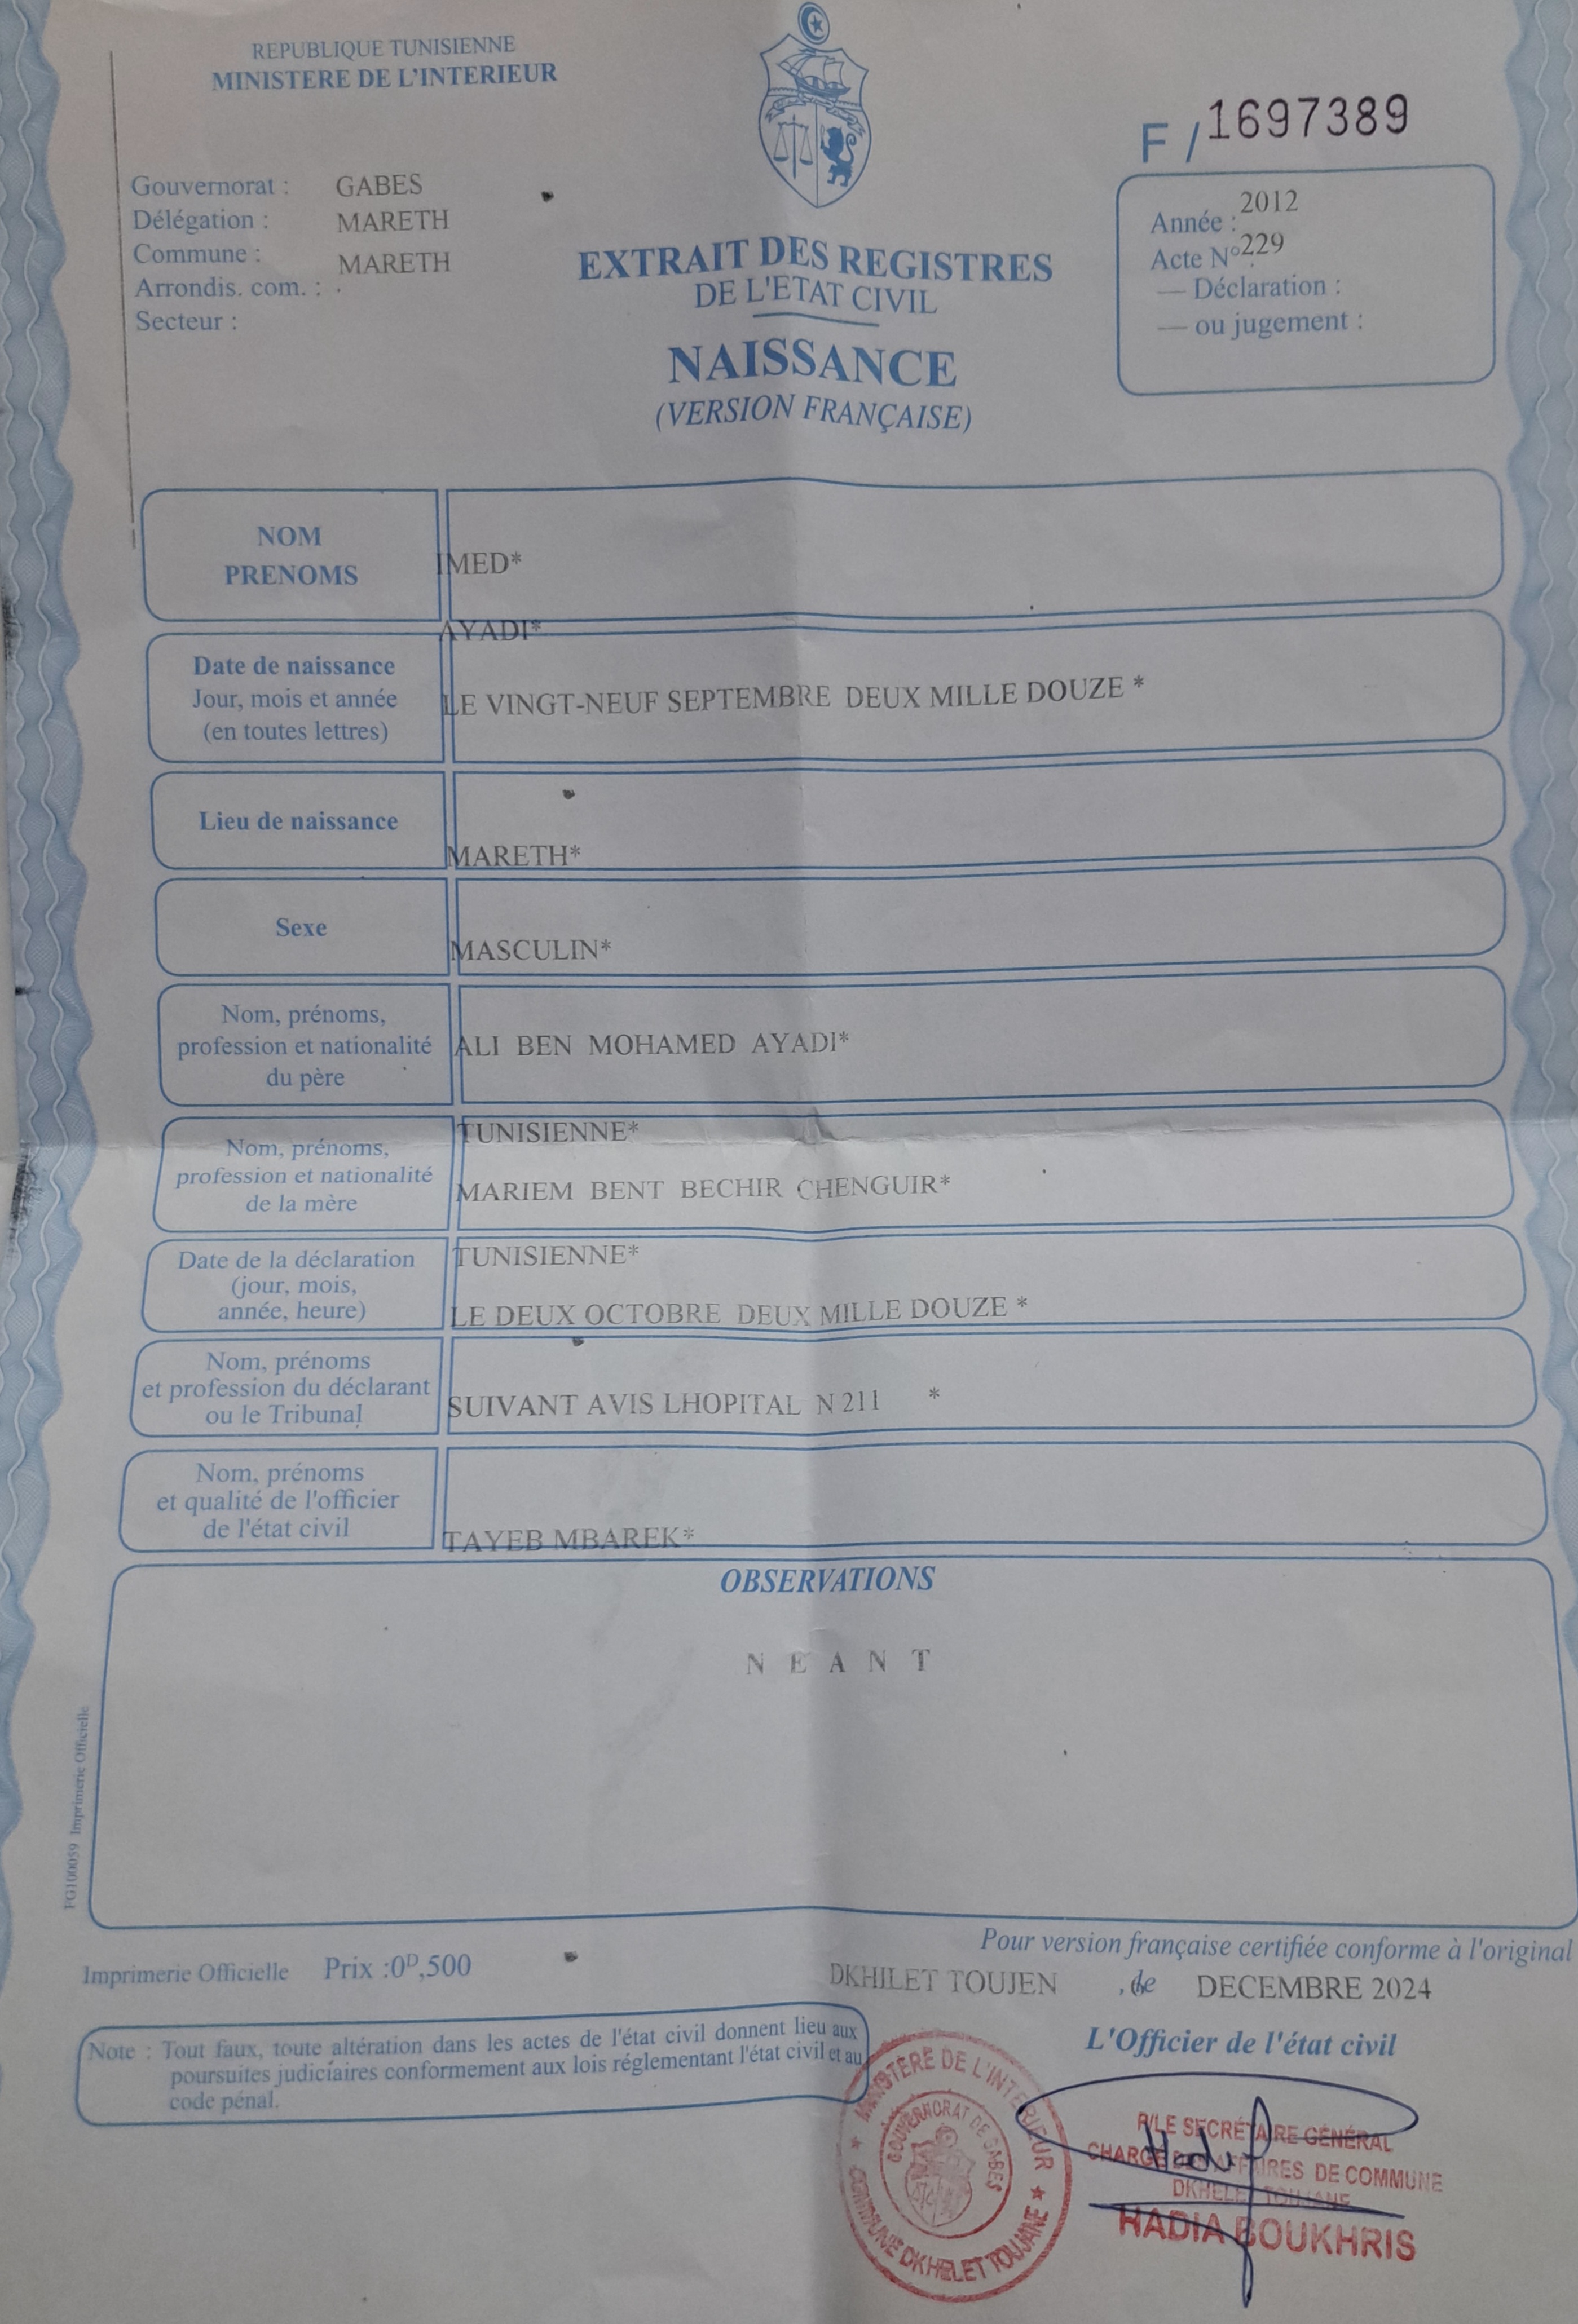 REPUBLIQUE TUNISIENNE
MINISTERE DE L'INTERIEUR
F / 1697389
Gouvernorat : GABES
Délégation : MARETH
Commune : MARETH
Arrondis. com. :
Secteur :
EXTRAIT DES REGISTRES
DE L'ETAT CIVIL
NAISSANCE
(VERSION FRANÇAISE)
Année : 2012
Acte N° 229
— Déclaration :
— ou jugement :
NOM
PRENOMS
IMED*
AYADI*
Date de naissance
Jour, mois et année
(en toutes lettres)
LE VINGT-NEUF SEPTEMBRE DEUX MILLE DOUZE *
Lieu de naissance
MARETH*
Sexe
MASCULIN*
Nom, prénoms,
profession et nationalité
du père
ALI BEN MOHAMED AYADI*
TUNISIENNE*
Nom, prénoms,
profession et nationalité
de la mère
MARIEM BENT BECHIR CHENGUIR*
TUNISIENNE*
Date de la déclaration
(jour, mois,
année, heure)
LE DEUX OCTOBRE DEUX MILLE DOUZE *
Nom, prénoms
et profession du déclarant
ou le Tribunal
SUIVANT AVIS LHOPITAL N 211 *
Nom, prénoms
et qualité de l'officier
de l'état civil
TAYEB MBAREK*
OBSERVATIONS
N E A N T
FG100059 Imprimerie Officielle
Pour version française certifiée conforme à l'original
Imprimerie Officielle Prix :0D,500
DKHILET TOUJEN , le DECEMBRE 2024
L'Officier de l'état civil
Note : Tout faux, toute altération dans les actes de l'état civil donnent lieu aux
poursuites judiciaires conformement aux lois réglementant l'état civil et au
code pénal.
MINISTERE DE L'INTERIEUR
GOUVERNORAT DE GABES
COMMUNE DKHELET TOUJANE
P/LE SECRÉTAIRE GÉNÉRAL
CHARGÉ DES AFFAIRES DE COMMUNE
DKHELET TOUJANE
HADIA BOUKHRIS